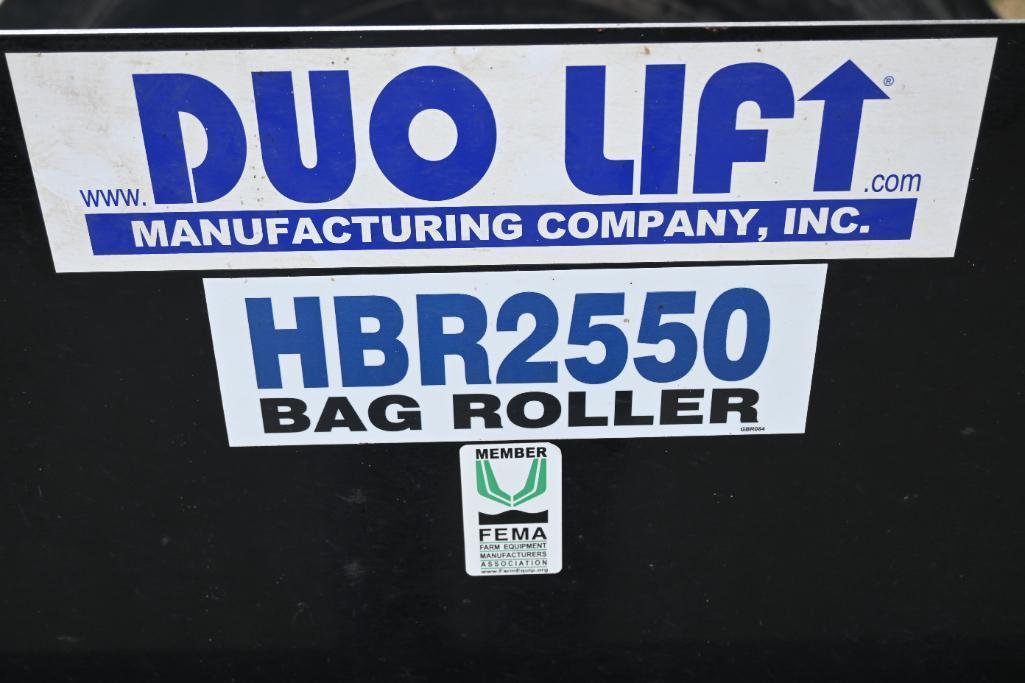 www.DUO LIFT®.com
MANUFACTURING COMPANY, INC.
HBR2550
BAG ROLLER
GBR084
MEMBER
FEMA
FARM EQUIPMENT
MANUFACTURERS
ASSOCIATION
www.FarmEquip.org